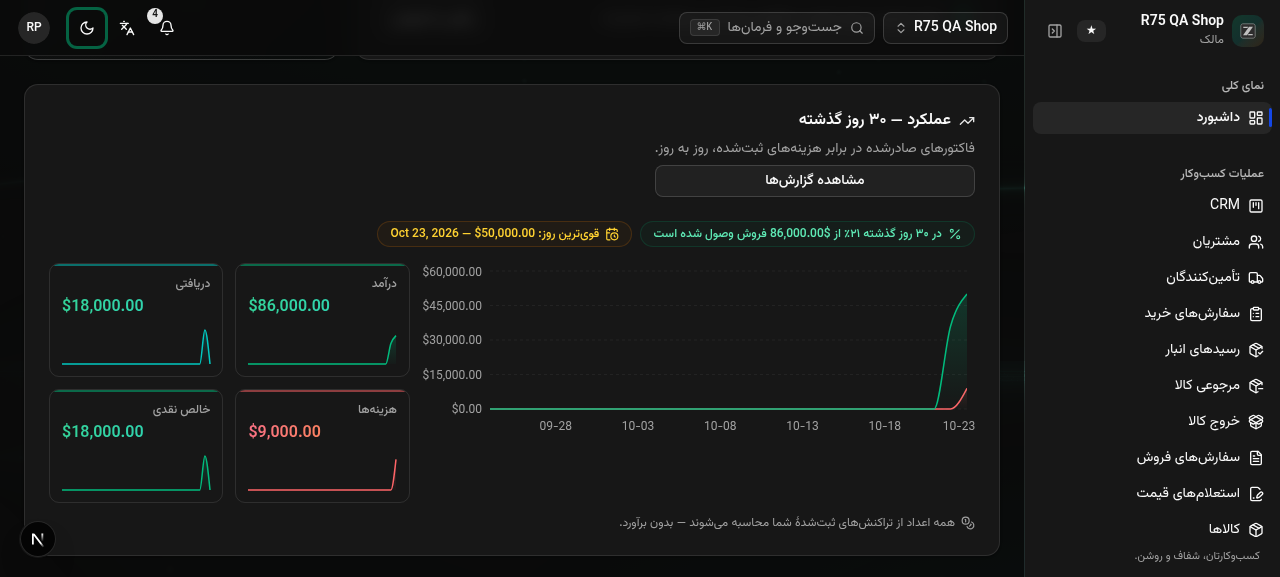 R75 QA Shop
مالک
★
Z
نمای کلی
داشبورد
عملیات کسب‌وکار
CRM
مشتریان
تأمین‌کنندگان
سفارش‌های خرید
رسیدهای انبار
مرجوعی کالا
خروج کالا
سفارش‌های فروش
استعلام‌های قیمت
کالاها
کسب‌وکارتان، شفاف و روشن.
R75 QA Shop
جست‌وجو و فرمان‌ها
⌘K
4
RP
عملکرد — ۳۰ روز گذشته
فاکتورهای صادرشده در برابر هزینه‌های ثبت‌شده، روز به روز.
مشاهده گزارش‌ها
در ۳۰ روز گذشته ۲۱٪ از $86,000.00 فروش وصول شده است
قوی‌ترین روز: Oct 23, 2026 — $50,000.00
$60,000.00
$45,000.00
$30,000.00
$15,000.00
$0.00
09-28
10-03
10-08
10-13
10-18
10-23
درآمد
$86,000.00
دریافتی
$18,000.00
هزینه‌ها
$9,000.00
خالص نقدی
$18,000.00
همه اعداد از تراکنش‌های ثبت‌شدهٔ شما محاسبه می‌شوند — بدون برآورد.
N